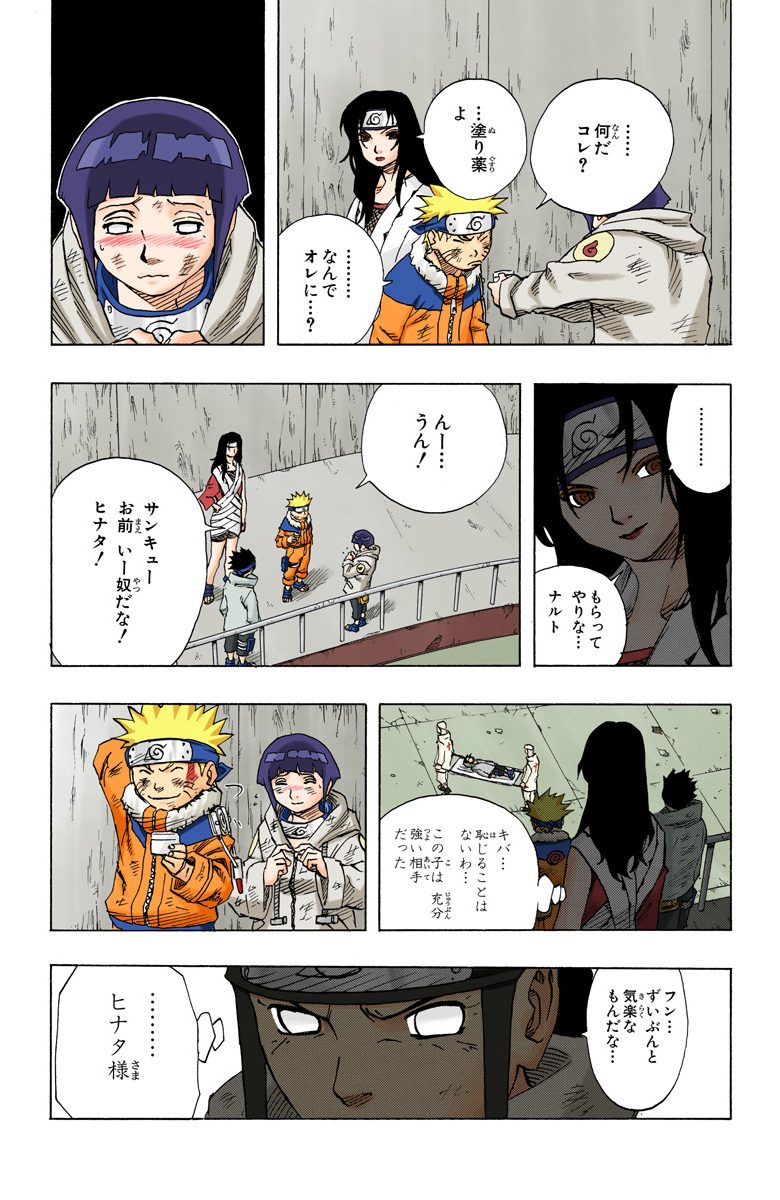 ……
何だ
コレ?
…塗り薬
よ
………
なんで
オレに…?
………
もらって
やりな…
ナルト
んー…
うん!
サンキュー
お前 いー奴だな!
ヒナタ!
キバ…
恥じることは
ないわ…
この子は 充分
強い相手
だった
フン…
ずいぶんと
気楽な
もんだな…
………
ヒナタ様